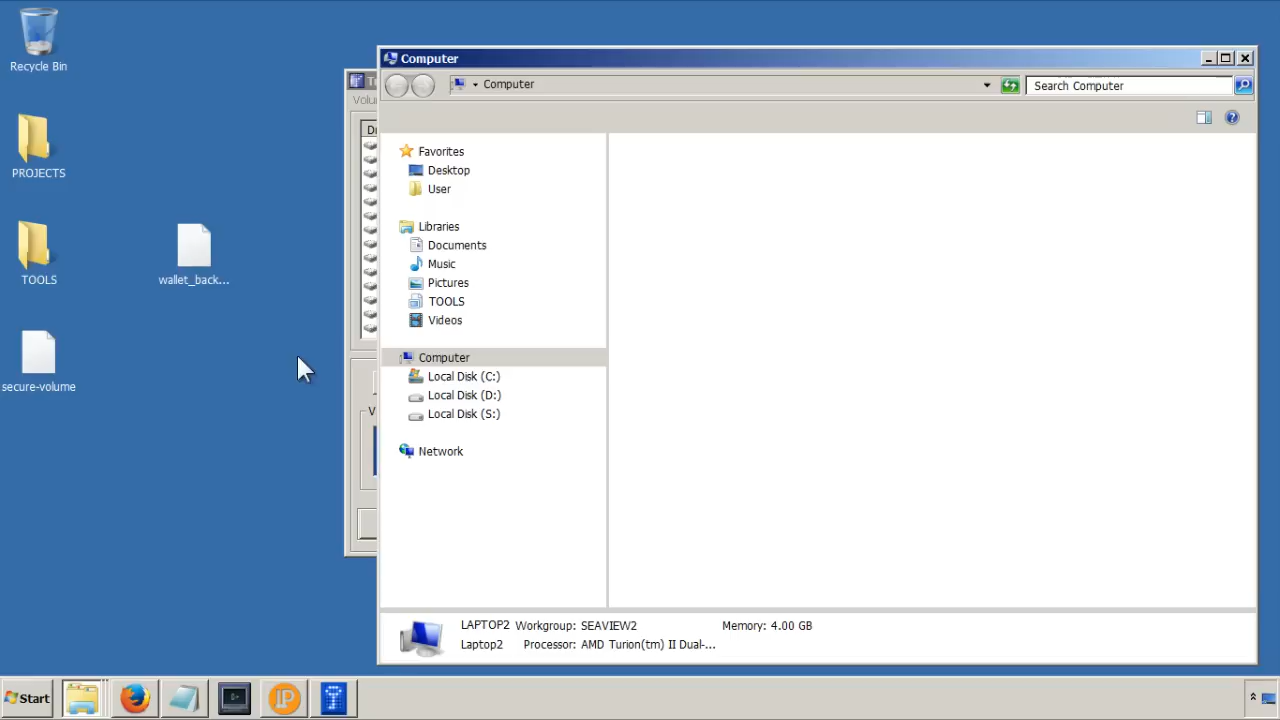 Recycle Bin
PROJECTS
TOOLS
wallet_back...
secure-volume
Computer
Computer
Search Computer
Volu
Favorites
Desktop
User
Libraries
Documents
Music
Pictures
TOOLS
Videos
Computer
Local Disk (C:)
Local Disk (D:)
Local Disk (S:)
Network
V
LAPTOP2 Workgroup: SEAVIEW2 Memory: 4.00 GB
Laptop2 Processor: AMD Turion(tm) II Dual-...
Start
IP